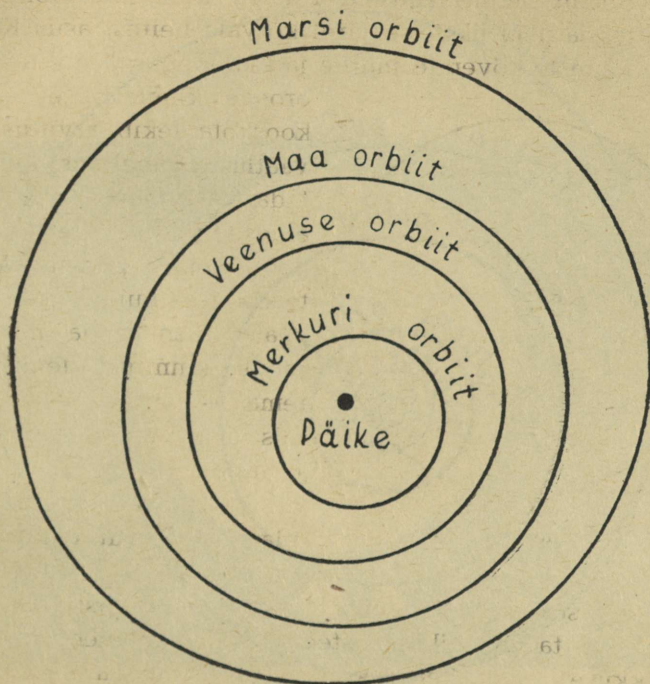 Marsi orbiit
Maa orbiit
Veenuse orbiit
Merkuri orbiit
Päike